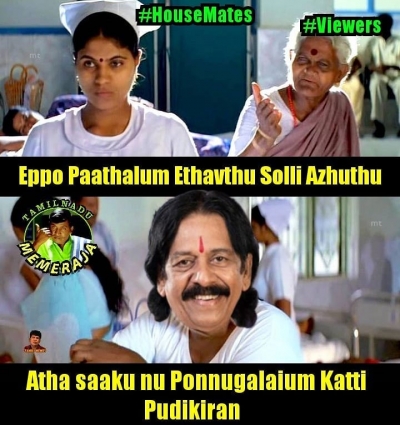 #HouseMates
#Viewers
Eppo Paathalum Ethavthu Solli Azhuthu
TAMILNADU
MEMERAJA
Atha saaku nu Ponnugalaium Katti
Pudikiran